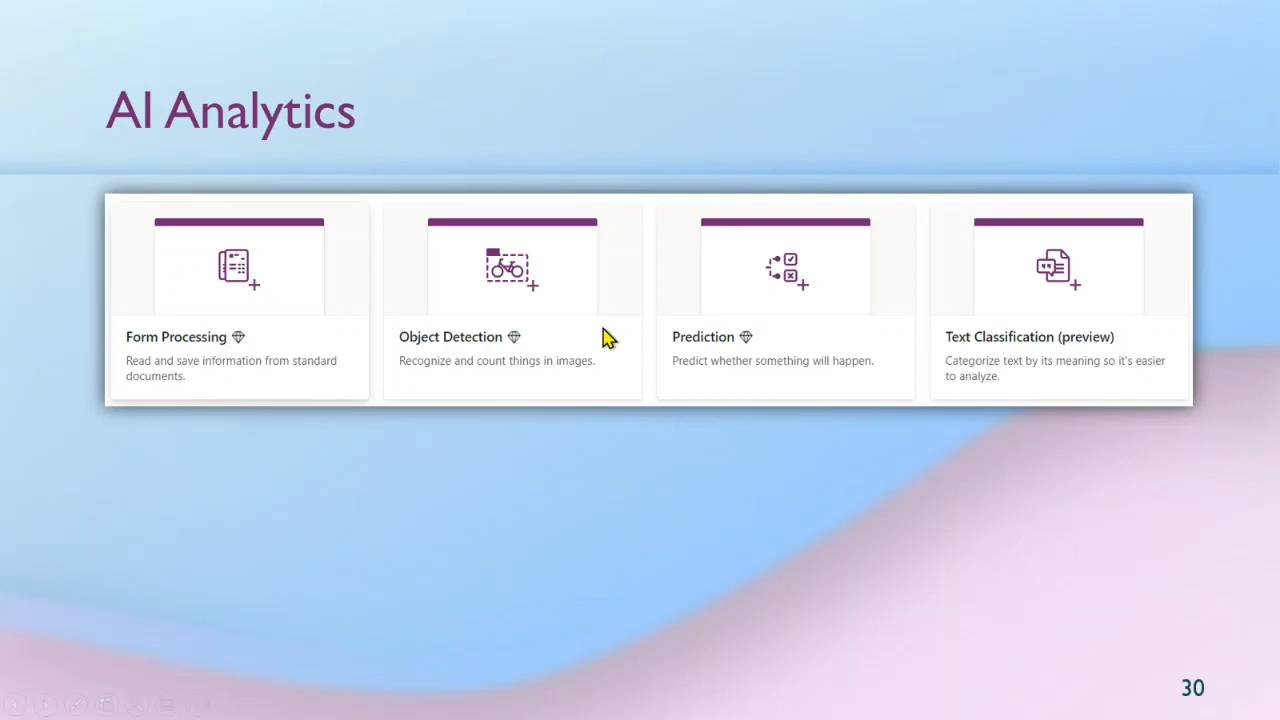 AI Analytics
Form Processing
Read and save information from standard
documents.
Object Detection
Recognize and count things in images.
Prediction
Predict whether something will happen.
Text Classification (preview)
Categorize text by its meaning so it's easier
to analyze.
30